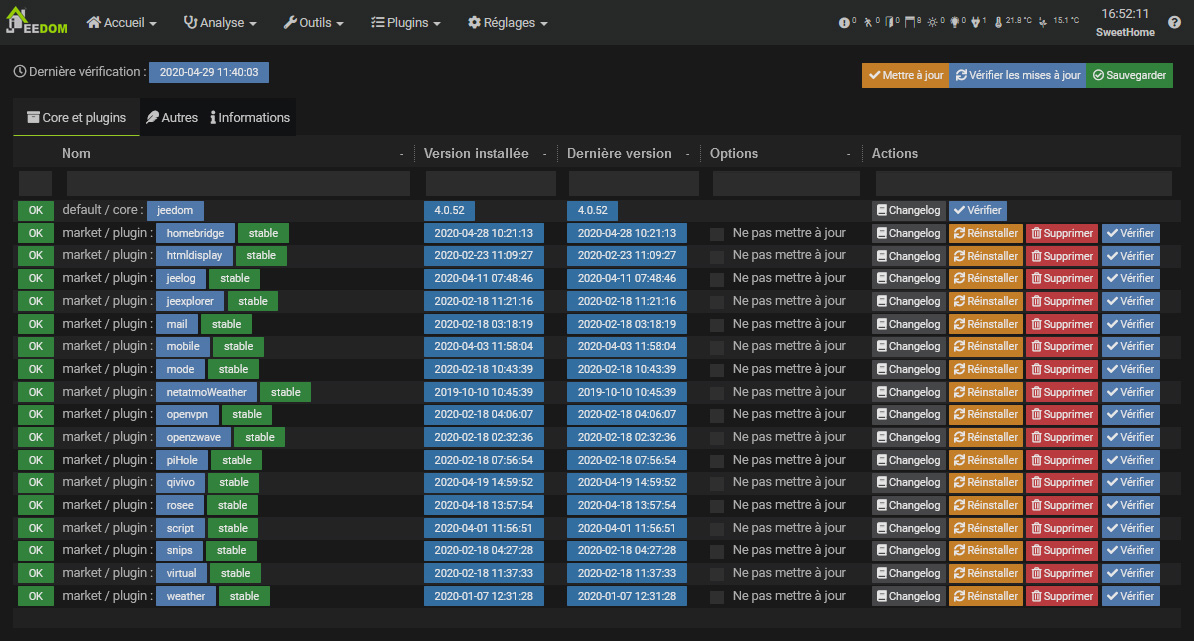 EEDOM Accueil Analyse Outils Plugins Réglages 0 0 0 8 0 0 1 21.8 °C 15.1 °C 16:52:11
SweetHome
Dernière vérification : 2020-04-29 11:40:03 Mettre à jour Vérifier les mises à jour Sauvegarder
Core et plugins Autres Informations
Nom - Version installée - Dernière version - Options - Actions
OK default / core : jeedom 4.0.52 4.0.52 Changelog Vérifier
OK market / plugin : homebridge stable 2020-04-28 10:21:13 2020-04-28 10:21:13 Ne pas mettre à jour Changelog Réinstaller Supprimer Vérifier
OK market / plugin : htmldisplay stable 2020-02-23 11:09:27 2020-02-23 11:09:27 Ne pas mettre à jour Changelog Réinstaller Supprimer Vérifier
OK market / plugin : jeelog stable 2020-04-11 07:48:46 2020-04-11 07:48:46 Ne pas mettre à jour Changelog Réinstaller Supprimer Vérifier
OK market / plugin : jeexplorer stable 2020-02-18 11:21:16 2020-02-18 11:21:16 Ne pas mettre à jour Changelog Réinstaller Supprimer Vérifier
OK market / plugin : mail stable 2020-02-18 03:18:19 2020-02-18 03:18:19 Ne pas mettre à jour Changelog Réinstaller Supprimer Vérifier
OK market / plugin : mobile stable 2020-04-03 11:58:04 2020-04-03 11:58:04 Ne pas mettre à jour Changelog Réinstaller Supprimer Vérifier
OK market / plugin : mode stable 2020-02-18 10:43:39 2020-02-18 10:43:39 Ne pas mettre à jour Changelog Réinstaller Supprimer Vérifier
OK market / plugin : netatmoWeather stable 2019-10-10 10:45:39 2019-10-10 10:45:39 Ne pas mettre à jour Changelog Réinstaller Supprimer Vérifier
OK market / plugin : openvpn stable 2020-02-18 04:06:07 2020-02-18 04:06:07 Ne pas mettre à jour Changelog Réinstaller Supprimer Vérifier
OK market / plugin : openzwave stable 2020-02-18 02:32:36 2020-02-18 02:32:36 Ne pas mettre à jour Changelog Réinstaller Supprimer Vérifier
OK market / plugin : piHole stable 2020-02-18 07:56:54 2020-02-18 07:56:54 Ne pas mettre à jour Changelog Réinstaller Supprimer Vérifier
OK market / plugin : qivivo stable 2020-04-19 14:59:52 2020-04-19 14:59:52 Ne pas mettre à jour Changelog Réinstaller Supprimer Vérifier
OK market / plugin : rosee stable 2020-04-18 13:57:54 2020-04-18 13:57:54 Ne pas mettre à jour Changelog Réinstaller Supprimer Vérifier
OK market / plugin : script stable 2020-04-01 11:56:51 2020-04-01 11:56:51 Ne pas mettre à jour Changelog Réinstaller Supprimer Vérifier
OK market / plugin : snips stable 2020-02-18 04:27:28 2020-02-18 04:27:28 Ne pas mettre à jour Changelog Réinstaller Supprimer Vérifier
OK market / plugin : virtual stable 2020-02-18 11:37:33 2020-02-18 11:37:33 Ne pas mettre à jour Changelog Réinstaller Supprimer Vérifier
OK market / plugin : weather stable 2020-01-07 12:31:28 2020-01-07 12:31:28 Ne pas mettre à jour Changelog Réinstaller Supprimer Vérifier